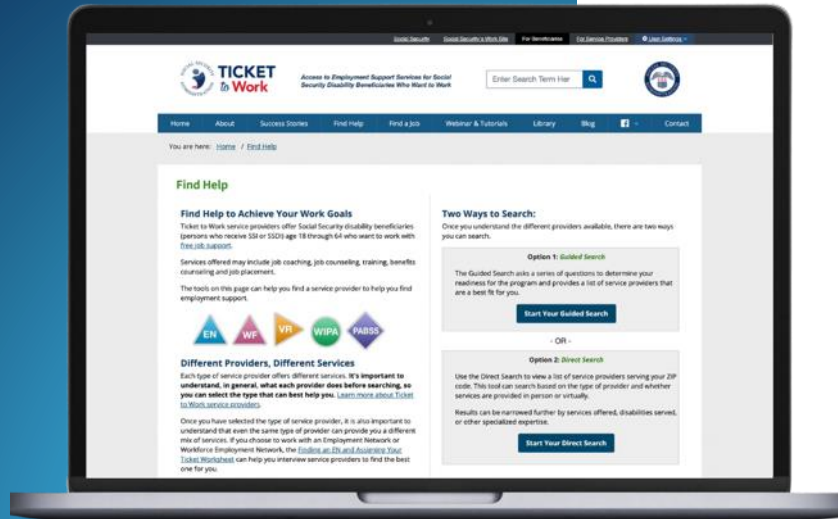 Social Security
Social Security's Work Site
For Beneficiaries
For Service Providers
User Settings
TICKET
to Work
Access to Employment Support Services for Social
Security Disability Beneficiaries Who Want to Work
Enter Search Term Her
Home
About
Success Stories
Find Help
Find a Job
Webinar & Tutorials
Library
Blog
Contact
You are here: Home / Find Help
Find Help
Find Help to Achieve Your Work Goals
Ticket to Work service providers offer Social Security disability beneficiaries
(persons who receive SSI or SSDI) age 18 through 64 who want to work with
free job support.
Services offered may include job coaching, job counseling, training, benefits
counseling and job placement.
The tools on this page can help you find a service provider to help you find
employment support.
EN
WF
VR
WIPA
PABSS
Different Providers, Different Services
Each type of service provider offers different services. It's important to
understand, in general, what each provider does before searching, so
you can select the type that can best help you. Learn more about Ticket
to Work service providers.
Once you have selected the type of service provider, it is also important to
understand that even the same type of provider can provide you a different
mix of services. If you choose to work with an Employment Network or
Workforce Employment Network, the Finding an EN and Assigning Your
Ticket Worksheet can help you interview service providers to find the best
one for you.
Two Ways to Search:
Once you understand the different providers available, there are two ways
you can search.
Option 1: Guided Search
The Guided Search asks a series of questions to determine your
readiness for the program and provides a list of service providers that
are a best fit for you.
Start Your Guided Search
- OR -
Option 2: Direct Search
Use the Direct Search to view a list of service providers serving your ZIP
code. This tool can search based on the type of provider and whether
services are provided in person or virtually.
Results can be narrowed further by services offered, disabilities served,
or other specialized expertise.
Start Your Direct Search